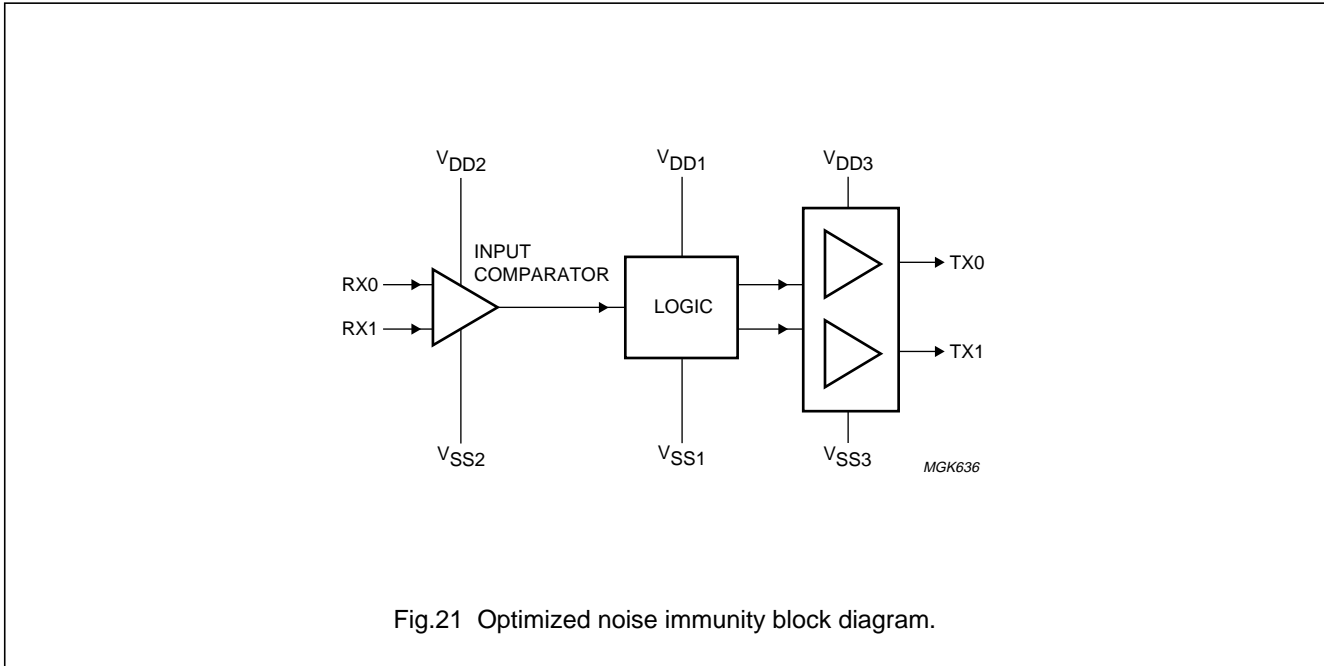 VDD2
VDD1
VDD3
INPUT
COMPARATOR
RX0
RX1
LOGIC
TX0
TX1
VSS2
VSS1
VSS3
MGK636
Fig.21 Optimized noise immunity block diagram.